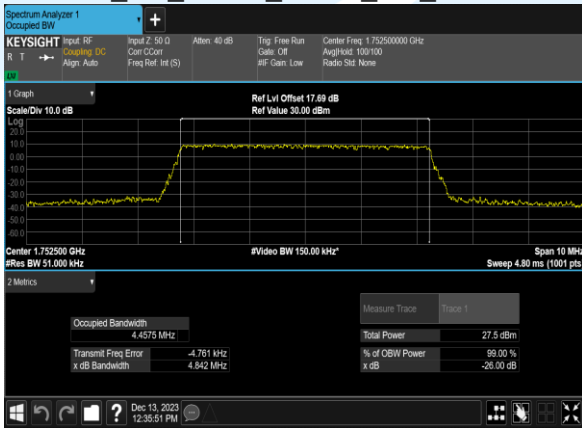 Spectrum Analyzer 1
Occupied BW
KEYSIGHT Input: RF Input Z: 50 Ω Atten: 40 dB Trig: Free Run Center Freq: 1.752500000 GHz
R T Coupling: DC Corr CCorr Gate: Off Avg|Hold: 100/100
Align: Auto Freq Ref: Int (S) #IF Gain: Low Radio Std: None
1 Graph
Ref Lvl Offset 17.69 dB
Scale/Div 10.0 dB Ref Value 30.00 dBm
Log
20.0
10.0
0.00
-10.0
-20.0
-30.0
-40.0
-50.0
-60.0
Center 1.752500 GHz #Video BW 150.00 kHz* Span 10 MHz
#Res BW 51.000 kHz Sweep 4.80 ms (1001 pts
2 Metrics
Measure Trace Trace 1
Occupied Bandwidth
4.4575 MHz Total Power 27.5 dBm
Transmit Freq Error -4.761 kHz % of OBW Power 99.00 %
x dB Bandwidth 4.842 MHz x dB -26.00 dB
? Dec 13, 2023
12:35:51 PM